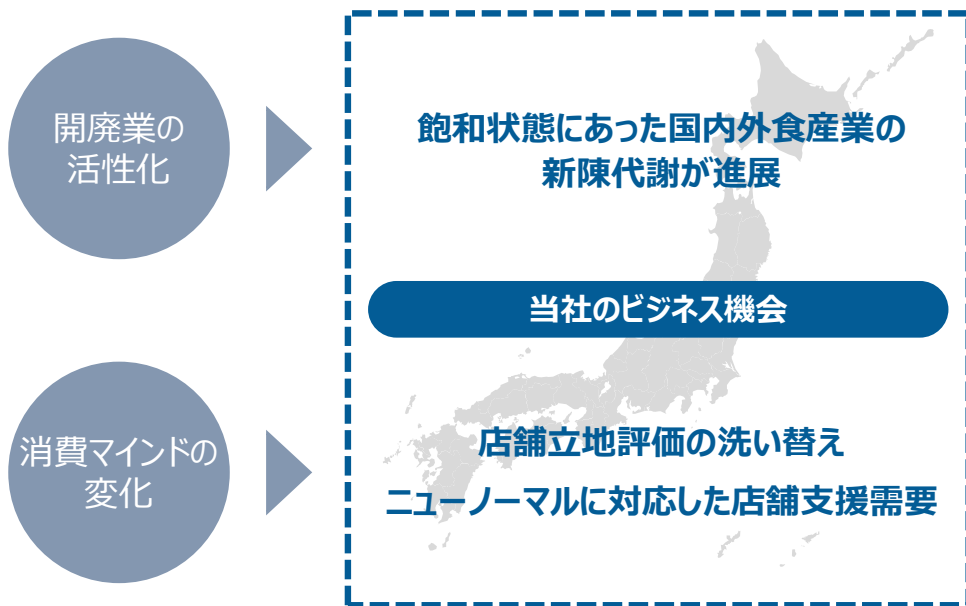 開廃業の
活性化
飽和状態にあった国内外食産業の
新陳代謝が進展
当社のビジネス機会
消費マインドの
変化
店舗立地評価の洗い替え
ニューノーマルに対応した店舗支援需要